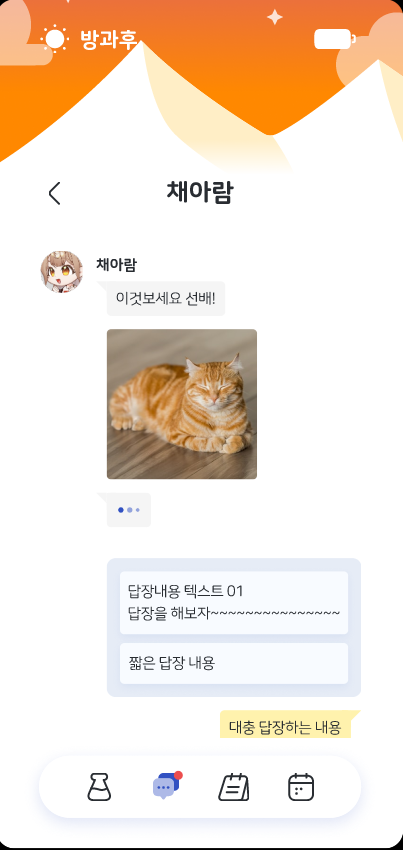 방과후
채아람
채아람
이것보세요 선배!
답장내용 텍스트 01
답장을 해보자~~~~~~~~~~~~~~~
짧은 답장 내용
대충 답장하는 내용